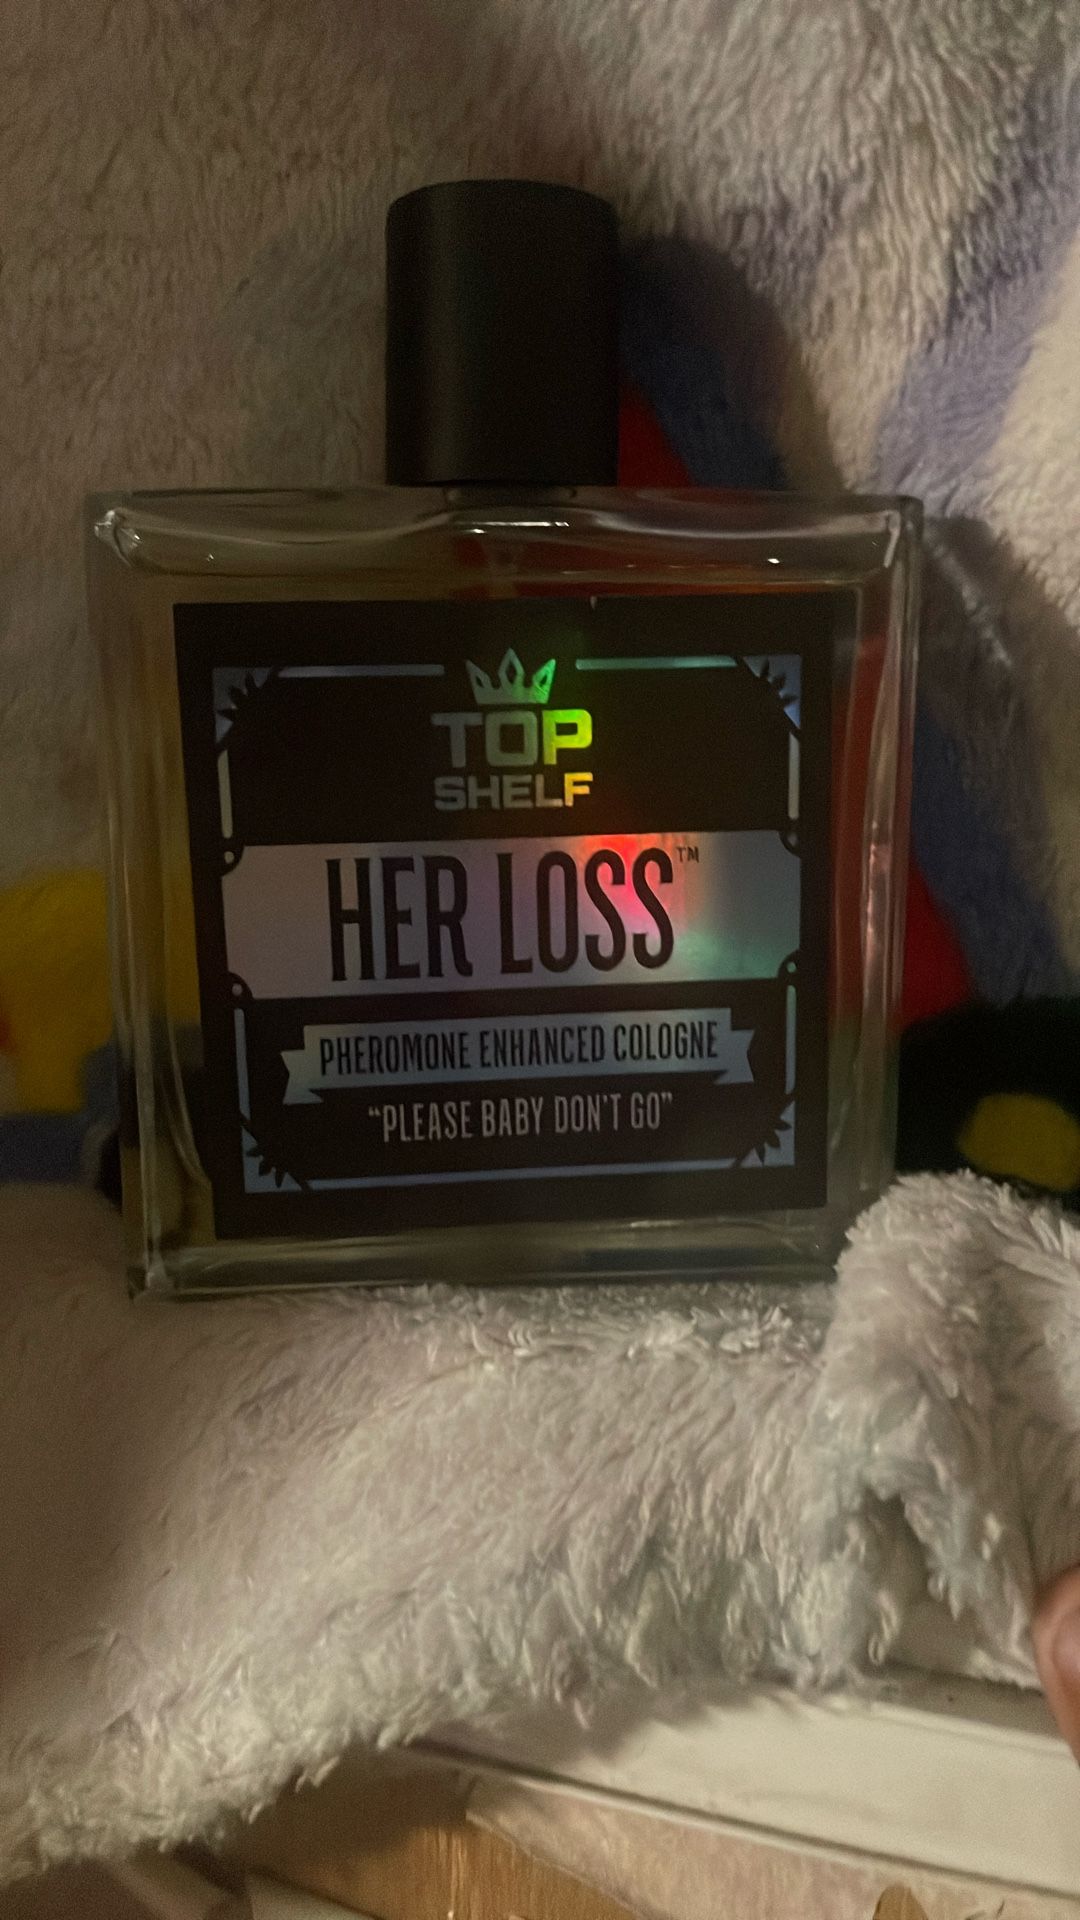 TOP
SHELF
HER LOSS™
PHEROMONE ENHANCED COLOGNE
“PLEASE BABY DON'T GO”